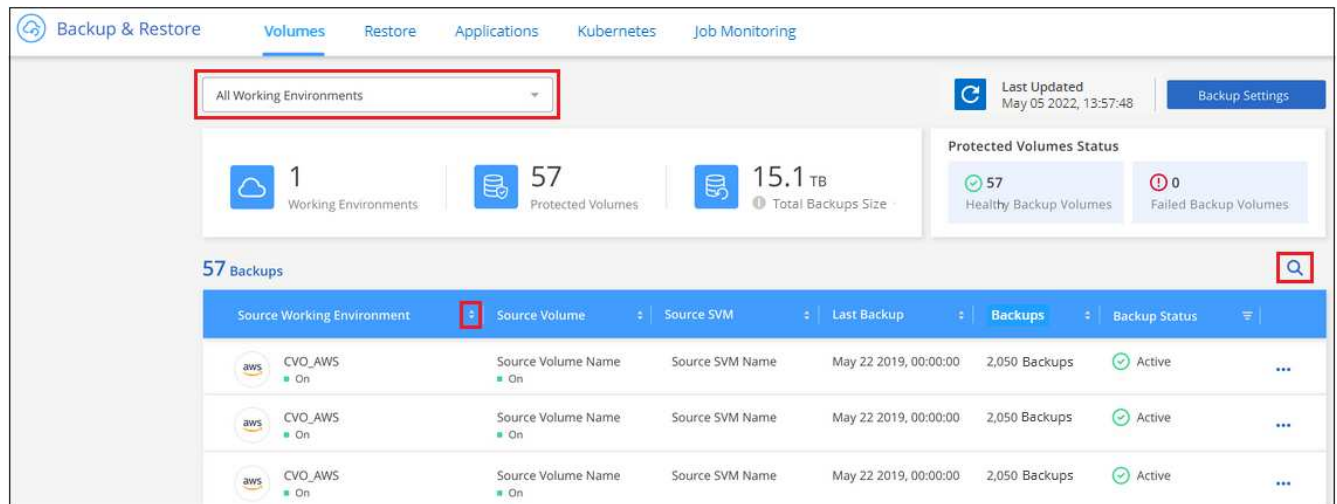 Backup & Restore Volumes Restore Applications Kubernetes Job Monitoring
All Working Environments
Last Updated
May 05 2022, 13:57:48
Backup Settings
1
Working Environments
57
Protected Volumes
15.1 TB
Total Backups Size
Protected Volumes Status
57
Healthy Backup Volumes
0
Failed Backup Volumes
57 Backups
Source Working Environment Source Volume Source SVM Last Backup Backups Backup Status
aws CVO_AWS Source Volume Name Source SVM Name May 22 2019, 00:00:00 2,050 Backups Active
On On
aws CVO_AWS Source Volume Name Source SVM Name May 22 2019, 00:00:00 2,050 Backups Active
On On
aws CVO_AWS Source Volume Name Source SVM Name May 22 2019, 00:00:00 2,050 Backups Active
On On